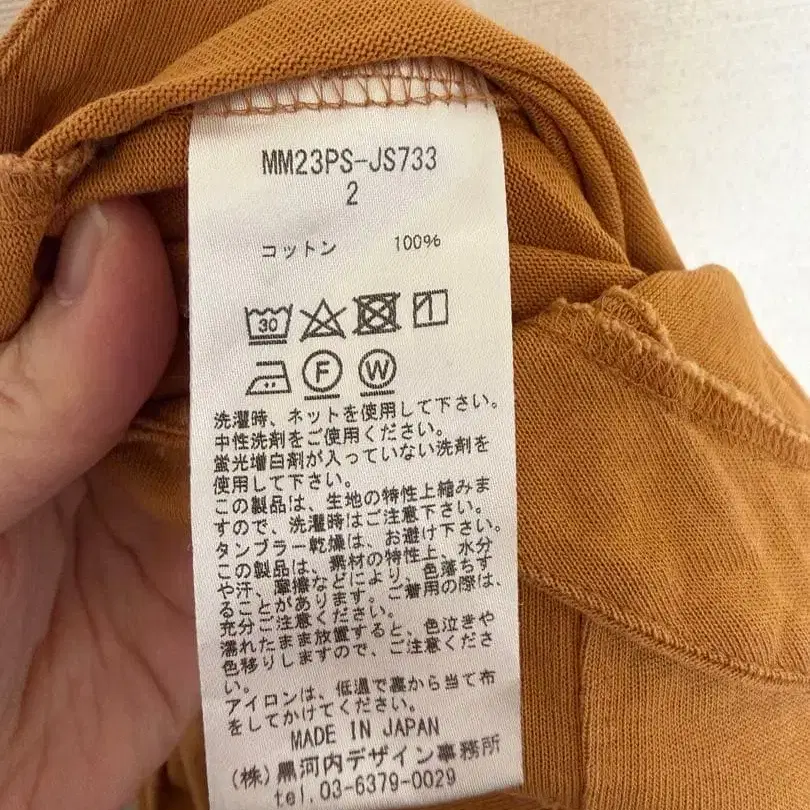 MM23PS-JS733
2
コットン 100%
30
F W
洗濯時、ネットを使用して下さい。
中性洗剤をご使用ください。
蛍光増白剤が入っていない洗剤を
使用して下さい。
この製品は、生地の特性上縮みま
すので、洗濯時はご注意下さい。
タンブラー乾燥は、お避け下さい。
この製品は、素材の特性上、水分
や汗、摩擦などにより、色落ちす
ることがあります。ご着用の際は、
充分ご注意ください。
濡れたまま放置すると、色泣きや
色移りしますので、ご注意くださ
い。
アイロンは、低温で裏から当て布
をしてかけてください。
MADE IN JAPAN
(株)黒河内デザイン事務所
tel.03-6379-0029